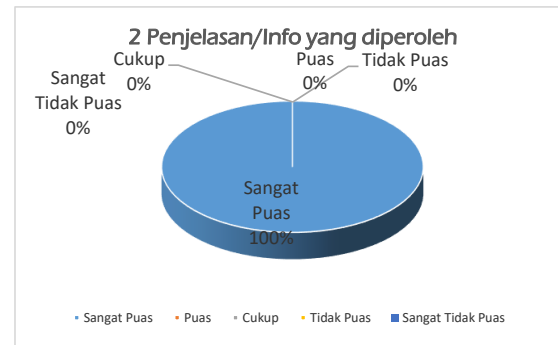 2 Penjelasan/Info yang diperoleh
Sangat
Tidak Puas
0%
Cukup
0%
Puas
0%
Tidak Puas
0%
Sangat
Puas
100%
Sangat Puas Puas Cukup Tidak Puas Sangat Tidak Puas